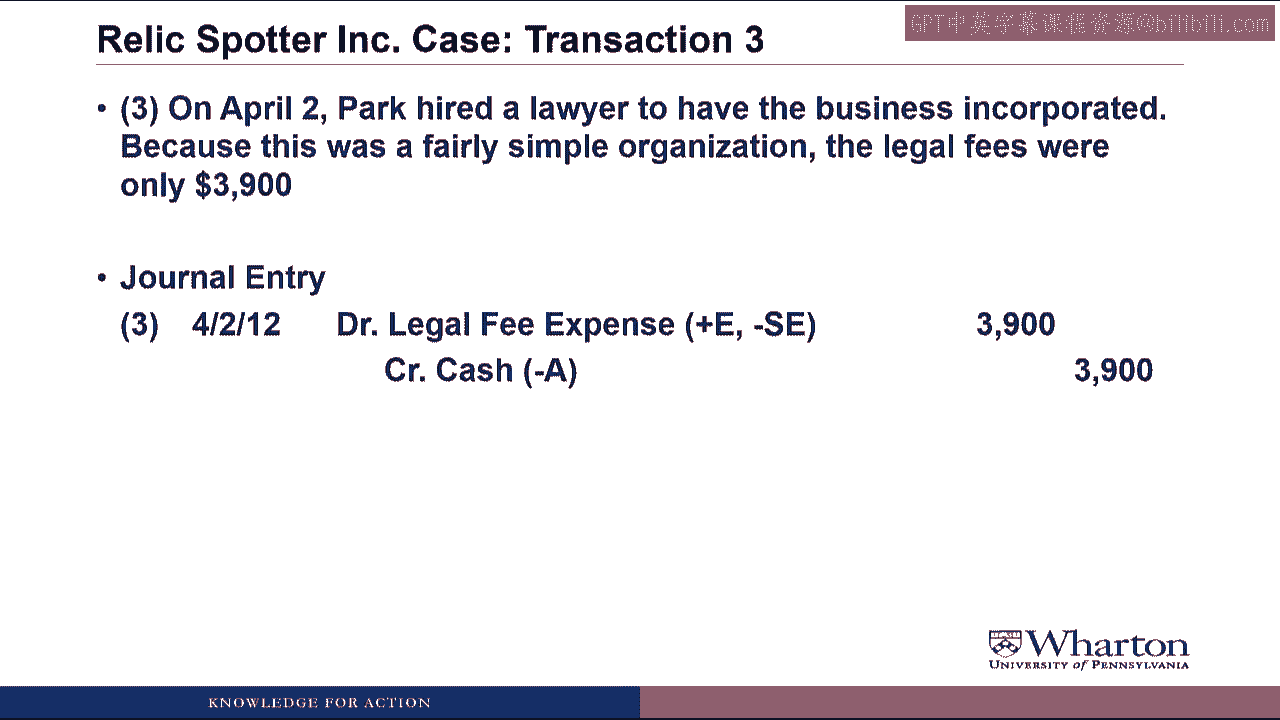 GPT中英字幕课程资源@bilibili.com
Relic Spotter Inc. Case: Transaction 3
• (3) On April 2, Park hired a lawyer to have the business incorporated.
Because this was a fairly simple organization, the legal fees were
only $3,900
• Journal Entry
(3) 4/2/12 Dr. Legal Fee Expense (+E, -SE) 3,900
Cr. Cash (-A) 3,900
Wharton
UNIVERSITY of PENNSYLVANIA
KNOWLEDGE FOR ACTION